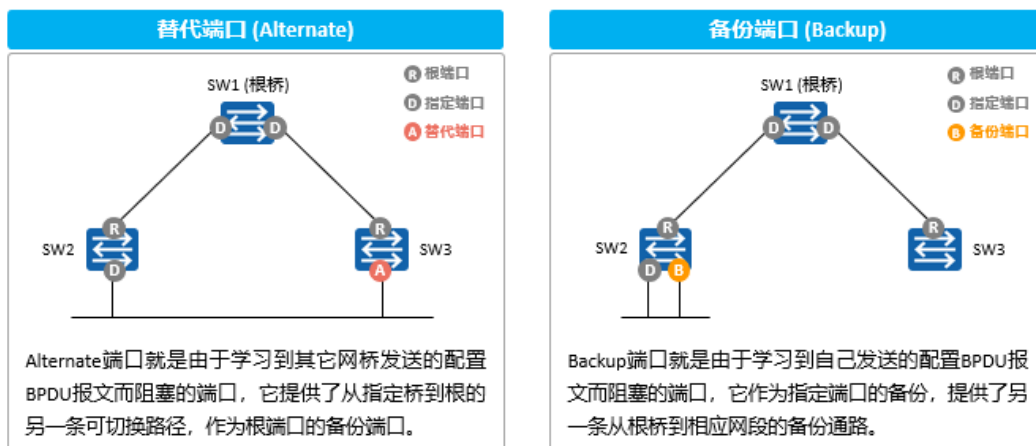 替代端口 (Alternate)
SW1 (根桥)
R 根端口
D 指定端口
A 替代端口
D D
R R
SW2 SW3
D A
Alternate端口就是由于学习到其它网桥发送的配置
BPDU报文而阻塞的端口，它提供了从指定桥到根的
另一条可切换路径，作为根端口的备份端口。
备份端口 (Backup)
SW1 (根桥)
R 根端口
D 指定端口
B 备份端口
D D
R R
SW2 SW3
D B
Backup端口就是由于学习到自己发送的配置BPDU报
文而阻塞的端口，它作为指定端口的备份，提供了另
一条从根桥到相应网段的备份通路。